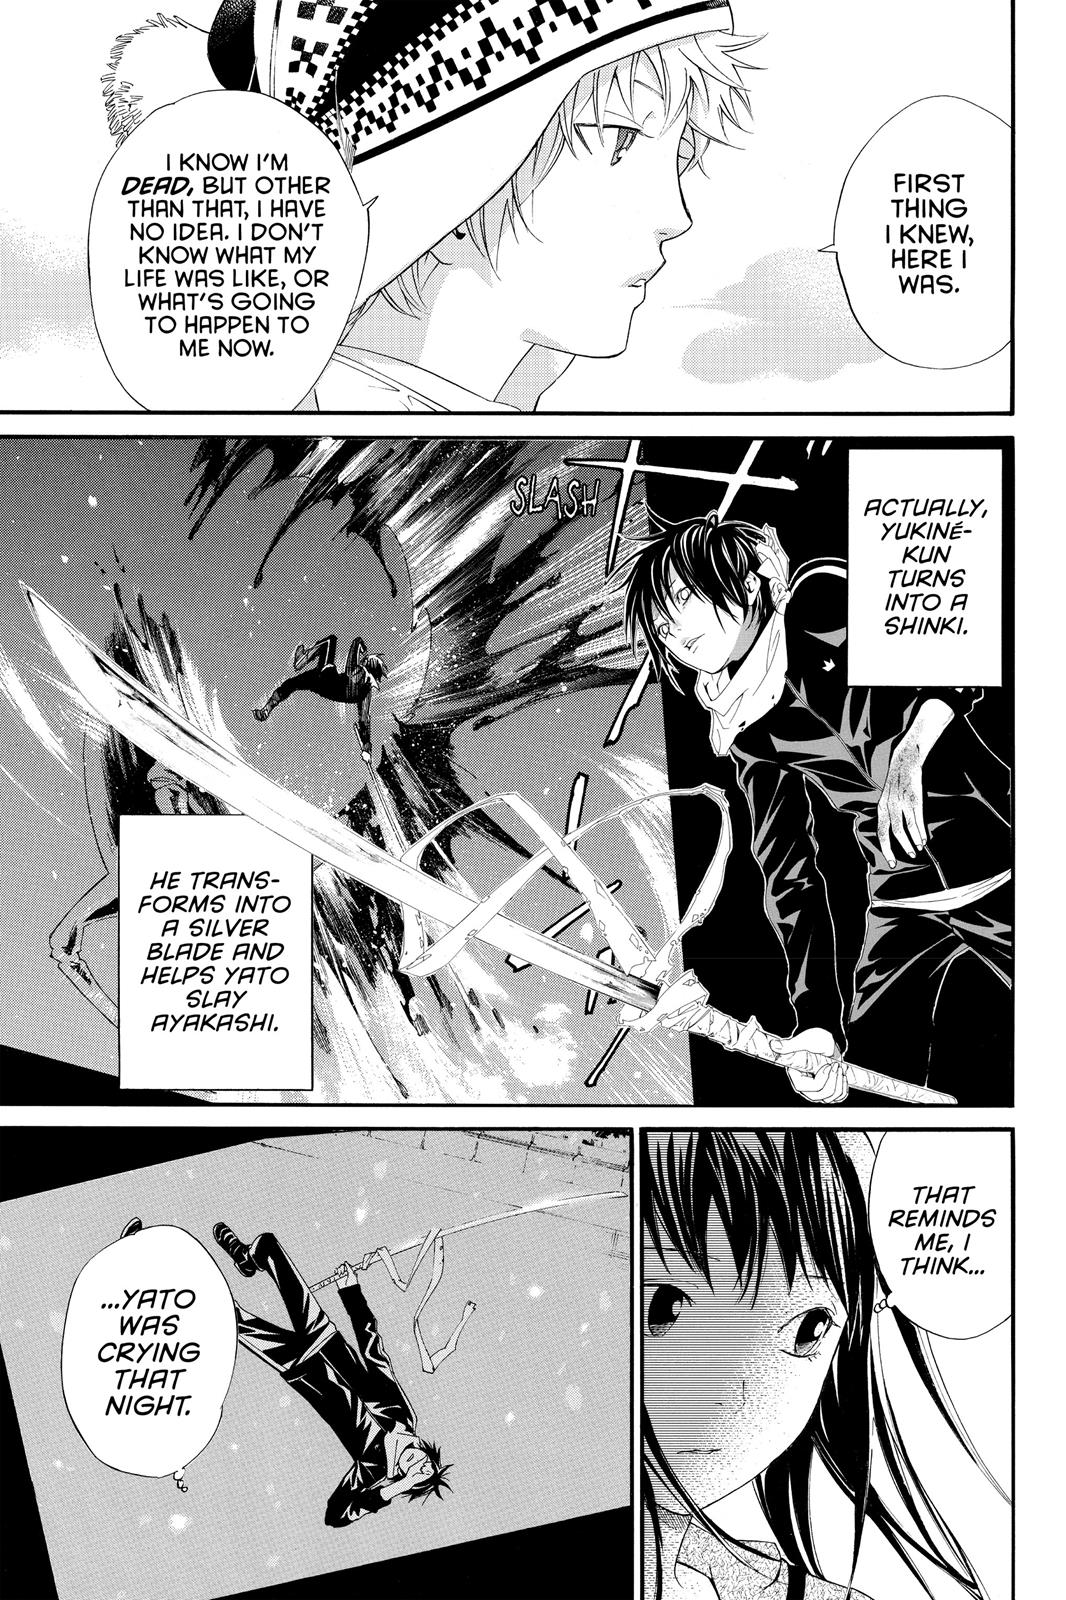 FIRST
THING
I KNEW,
HERE I
WAS.
I KNOW I'M
DEAD, BUT OTHER
THAN THAT, I HAVE
NO IDEA. I DON'T
KNOW WHAT MY
LIFE WAS LIKE, OR
WHAT'S GOING
TO HAPPEN TO
ME NOW.
ACTUALLY,
YUKINÉ-
KUN
TURNS
INTO A
SHINKI.
SLASH
HE TRANS-
FORMS INTO
A SILVER
BLADE AND
HELPS YATO
SLAY
AYAKASHI.
THAT
REMINDS
ME, I
THINK...
...YATO
WAS
CRYING
THAT
NIGHT.